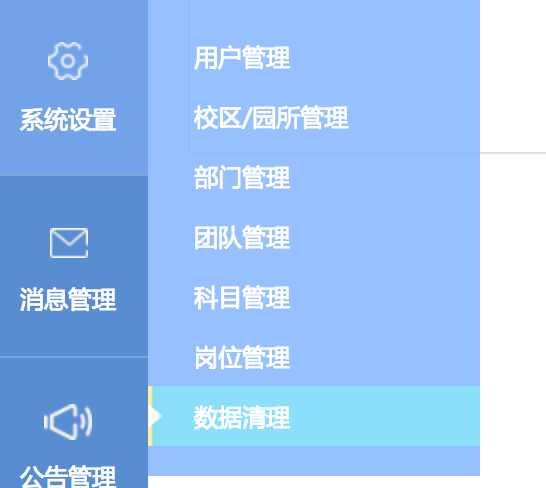 系统设置
消息管理
公告管理
用户管理
校区/园所管理
部门管理
团队管理
科目管理
岗位管理
数据清理